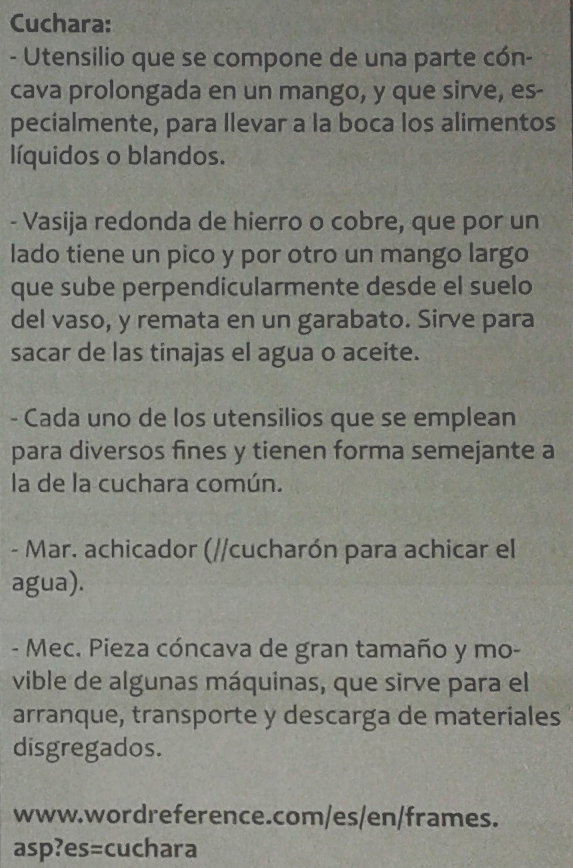 Cuchara:
- Utensilio que se compone de una parte cón-
cava prolongada en un mango, y que sirve, es-
pecialmente, para llevar a la boca los alimentos
líquidos o blandos.
- Vasija redonda de hierro o cobre, que por un
lado tiene un pico y por otro un mango largo
que sube perpendicularmente desde el suelo
del vaso, y remata en un garabato. Sirve para
sacar de las tinajas el agua o aceite.
- Cada uno de los utensilios que se emplean
para diversos fines y tienen forma semejante a
la de la cuchara común.
- Mar. achicador (//cucharón para achicar el
agua).
- Mec. Pieza cóncava de gran tamaño y mo-
vible de algunas máquinas, que sirve para el
arranque, transporte y descarga de materiales
disgregados.
www.wordreference.com/es/en/frames.
asp?es=cuchara